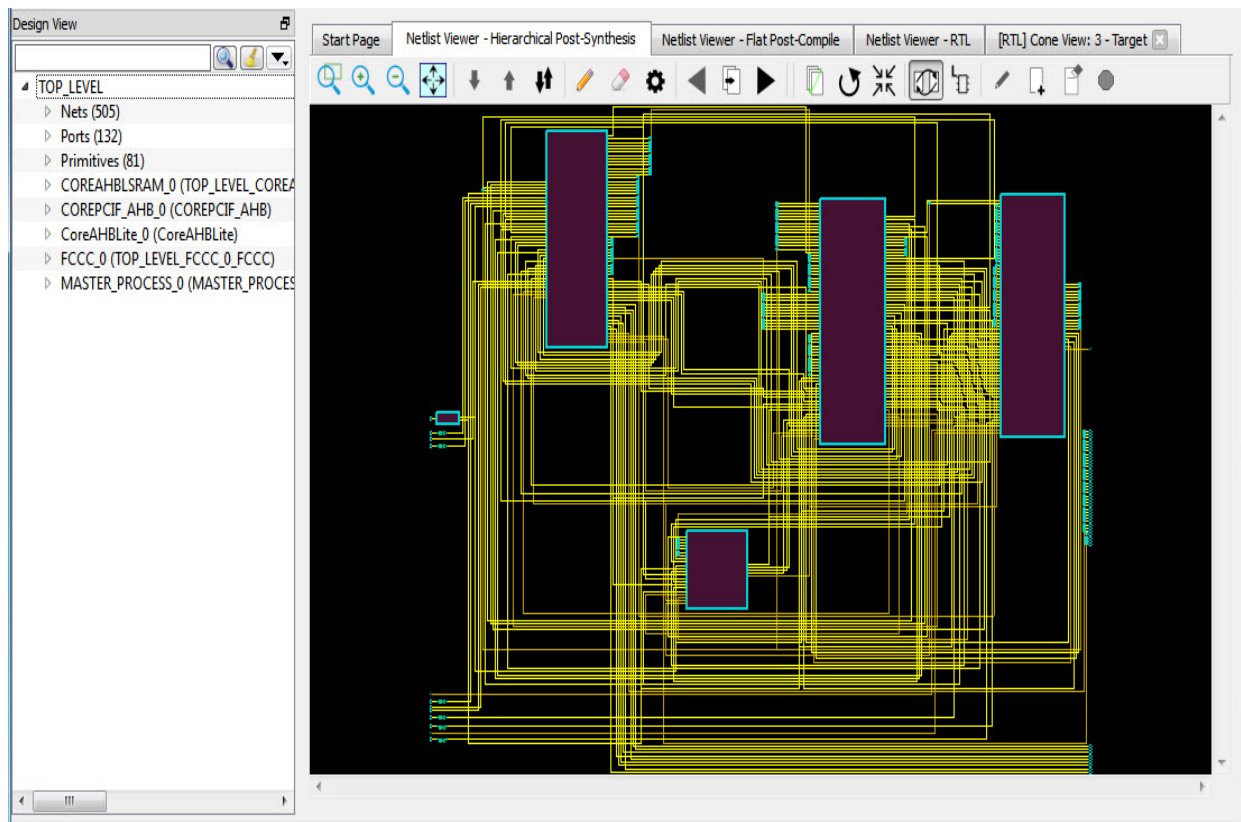 Design View
Start Page
Netlist Viewer - Hierarchical Post-Synthesis
Netlist Viewer - Flat Post-Compile
Netlist Viewer - RTL
[RTL] Cone View: 3 - Target
TOP_LEVEL
Nets (505)
Ports (132)
Primitives (81)
COREAHBLSRAM_0 (TOP_LEVEL_COREA
COREPCIF_AHB_0 (COREPCIF_AHB)
CoreAHBLite_0 (CoreAHBLite)
FCCC_0 (TOP_LEVEL_FCCC_0_FCCC)
MASTER_PROCESS_0 (MASTER_PROCES